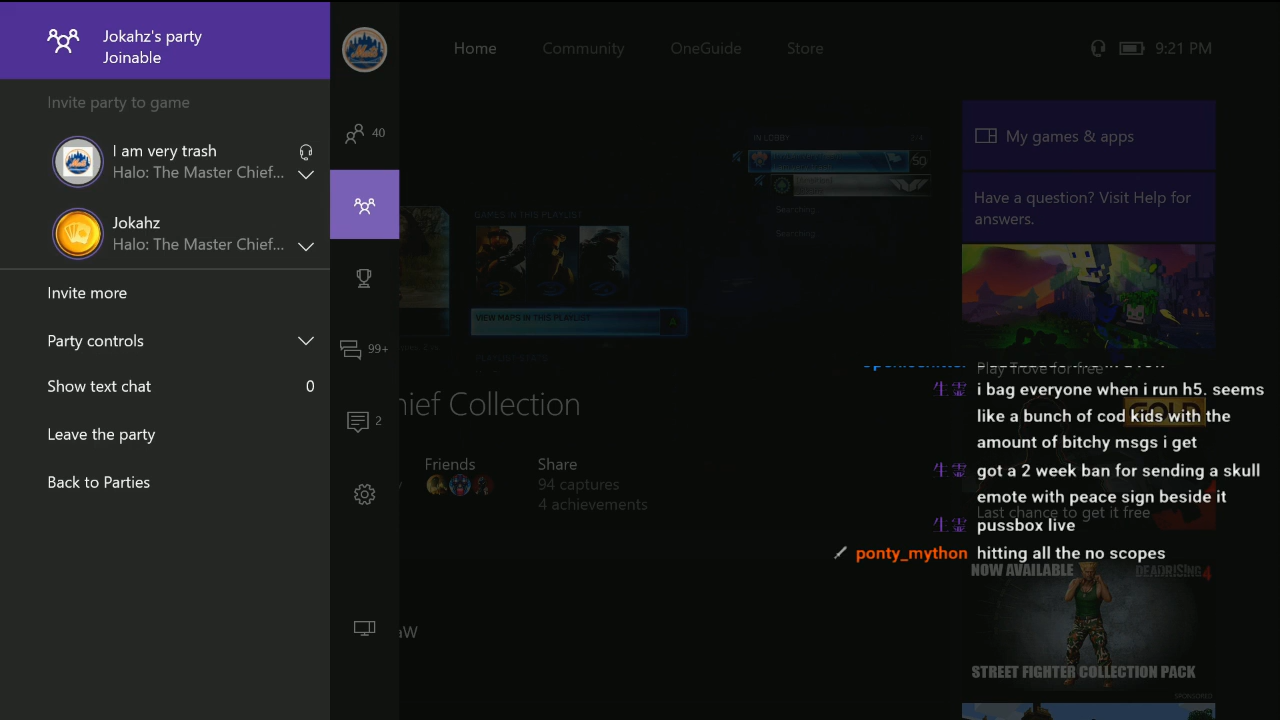 Jokahz's party
Joinable
Invite party to game
I am very trash
Halo: The Master Chief...
Jokahz
Halo: The Master Chief...
Invite more
Party controls
Show text chat 0
Leave the party
Back to Parties
40
99+
2
Home Community OneGuide Store
9:21 PM
IN LOBBY
50
Searching
Searching
GAMES IN THIS PLAYLIST
VIEW MAPS IN THIS PLAYLIST
hief Collection
Friends
Share
94 captures
4 achievements
aW
My games & apps
Have a question? Visit Help for
answers.
Play Trove for free
生霊 i bag everyone when i run h5. seems
like a bunch of cod kids with the
amount of bitchy msgs i get
生霊 got a 2 week ban for sending a skull
emote with peace sign beside it
生霊 pussbox live
ponty_mython hitting all the no scopes
GOLD
Last chance to get it free
NOW AVAILABLE
DEADRISING 4
STREET FIGHTER COLLECTION PACK
SPONSORED